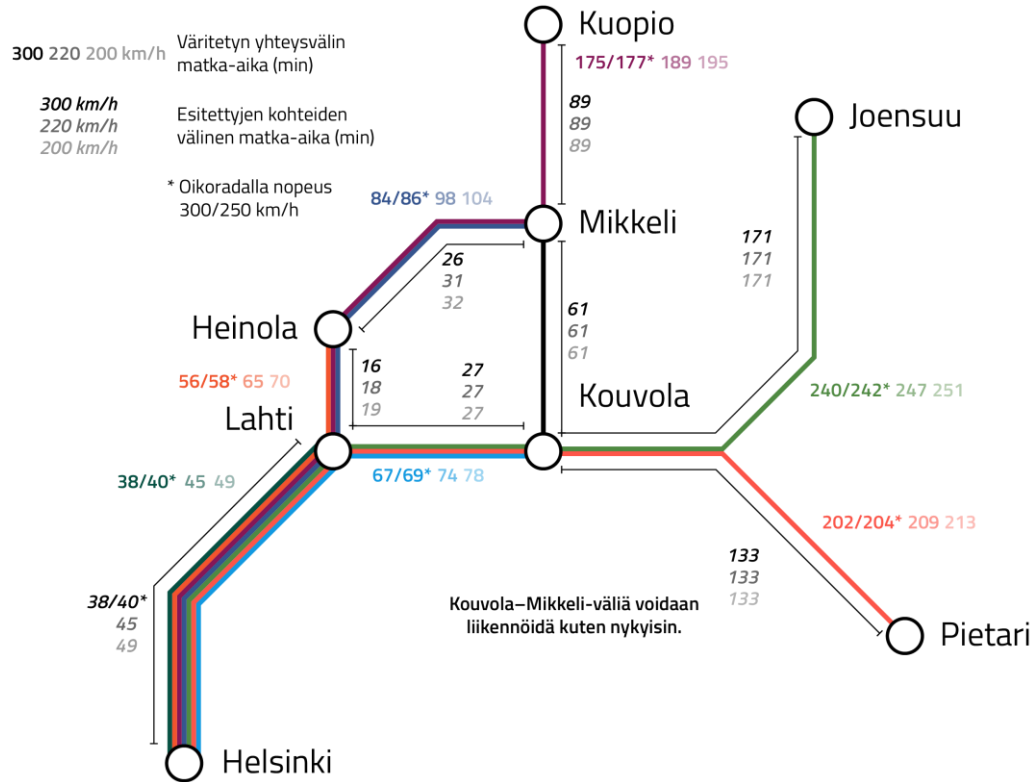 300 220 200 km/h
Väritetyn yhteysvälin
matka-aika (min)
300 km/h
220 km/h
200 km/h
Esitettyjen kohteiden
välinen matka-aika (min)
* Oikoradalla nopeus
300/250 km/h
Kuopio
175/177* 189 195
89
89
89
Joensuu
84/86* 98 104
Mikkeli
26
31
32
171
171
171
Heinola
61
61
61
56/58* 65 70
16
18
19
27
27
27
Kouvola
240/242* 247 251
Lahti
38/40* 45 49
67/69* 74 78
202/204* 209 213
133
133
133
38/40*
45
49
Kouvola–Mikkeli-väliä voidaan
liikennöidä kuten nykyisin.
Pietari
Helsinki